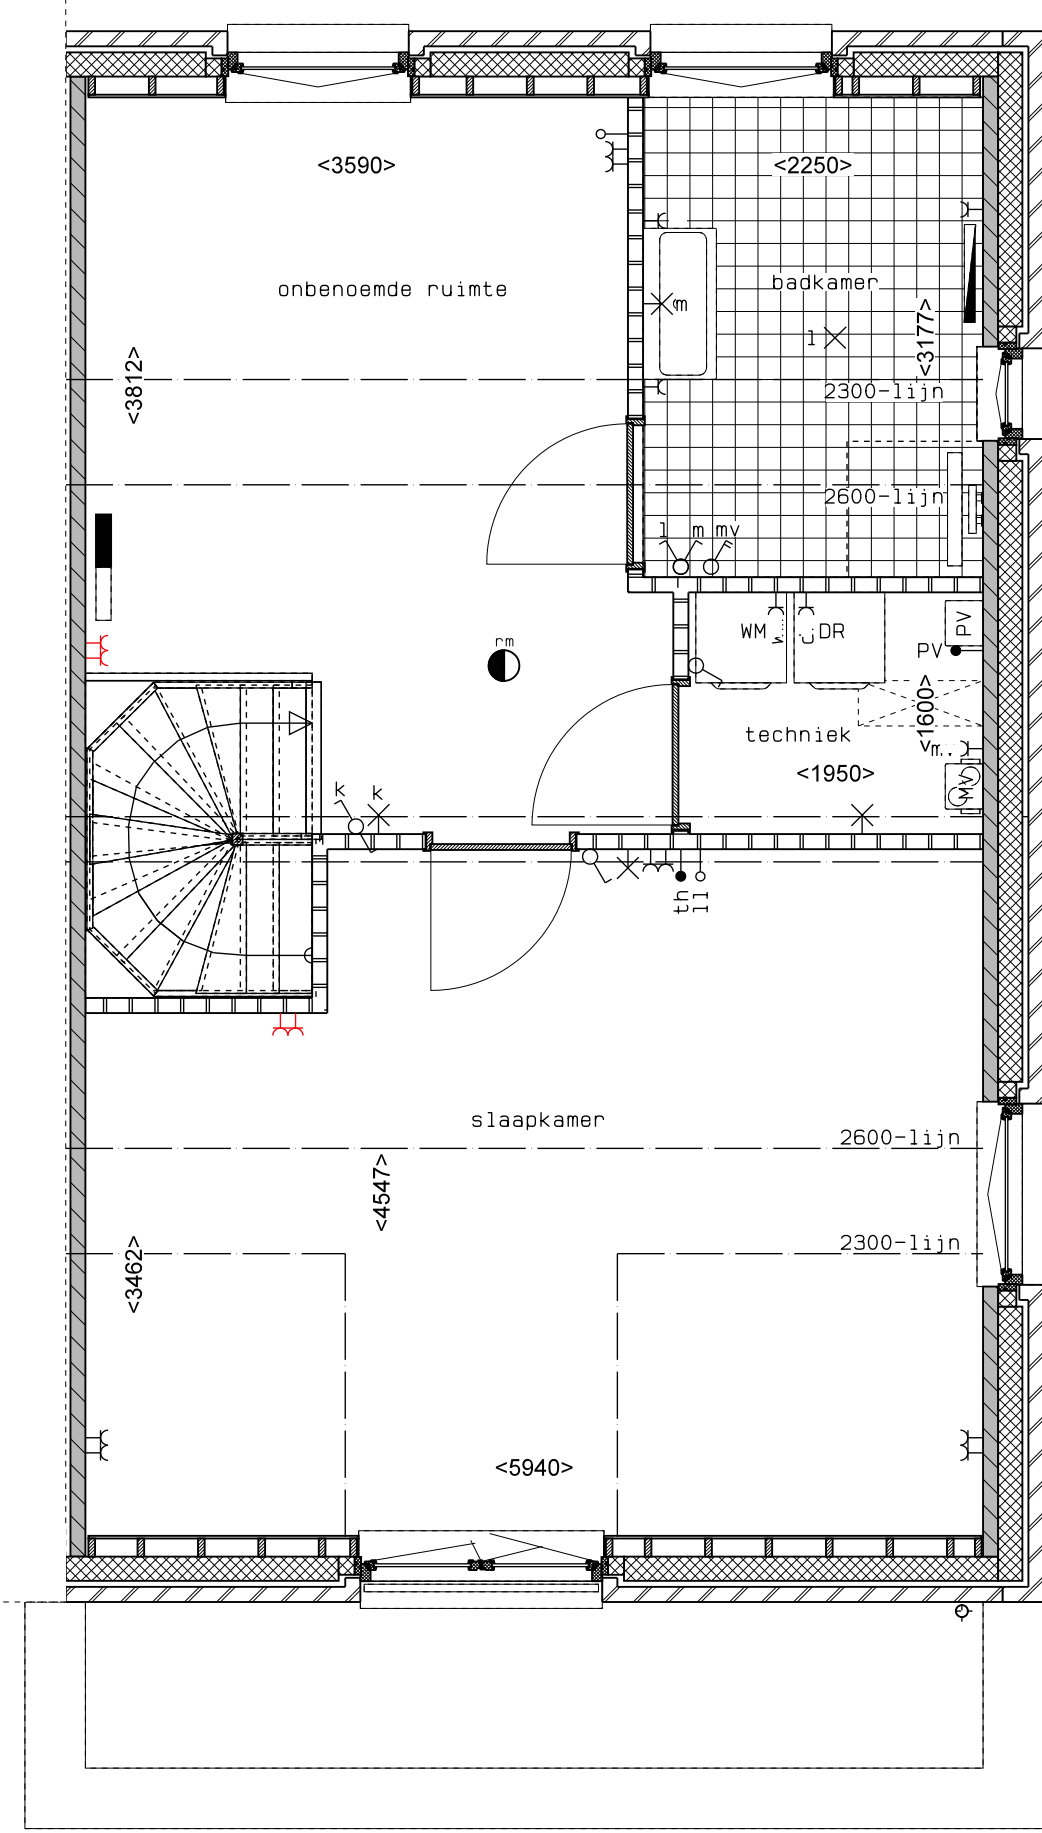 <3590>
<2250>
onbenoemde ruimte
badkamer
m
l
<3177>
<3812>
2300-lijn
2600-lijn
l m mv
rm
WM
DR
PV
PV
<1600>
techniek
m..
<1950>
MV
k
k
th
ll
slaapkamer
2600-lijn
<4547>
2300-lijn
<3462>
<5940>